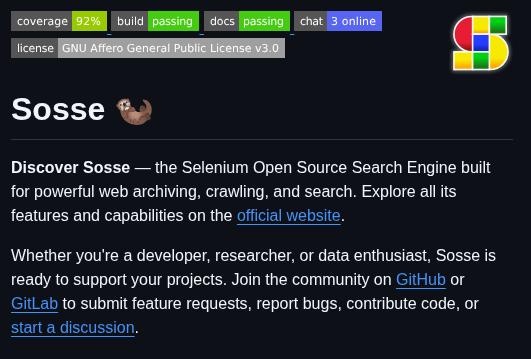 coverage 92% build passing docs passing chat 3 online
license GNU Affero General Public License v3.0
Sosse 🦦
Discover Sosse — the Selenium Open Source Search Engine built
for powerful web archiving, crawling, and search. Explore all its
features and capabilities on the official website.
Whether you're a developer, researcher, or data enthusiast, Sosse is
ready to support your projects. Join the community on GitHub or
GitLab to submit feature requests, report bugs, contribute code, or
start a discussion.